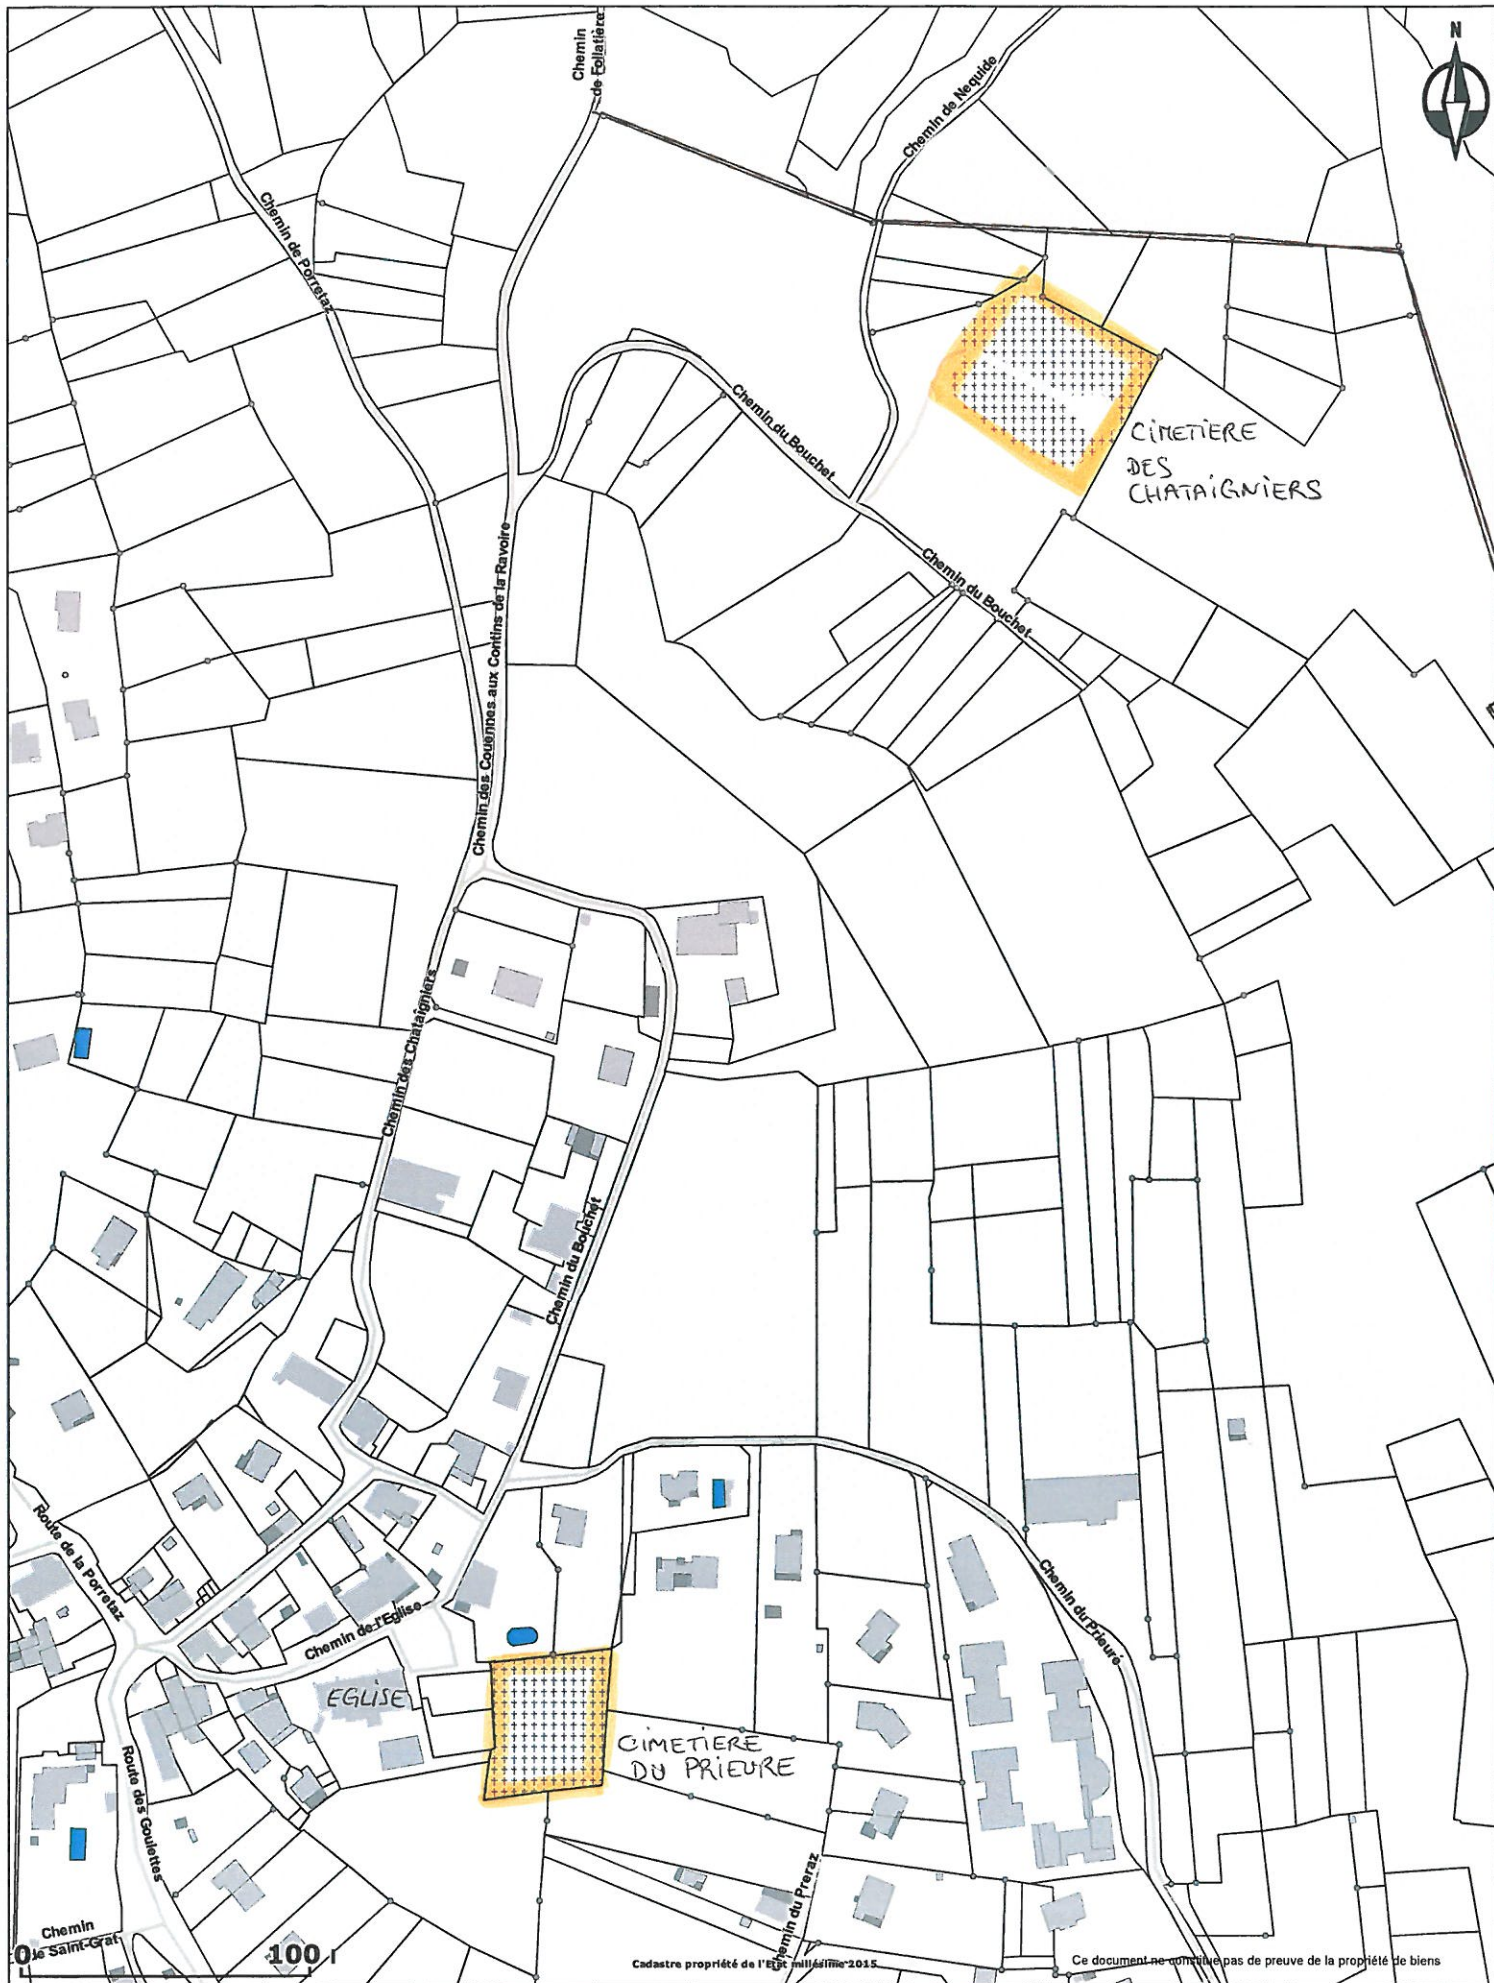 Chemin
de Follatière
N
Chemin de Nequide
Chemin de Porretaz
Chemin du Bouchet
CIMETIERE
DES
CHATAIGNIERS
Chemin des Couennes aux Contins de la Ravoire
Chemin du Bouchet
Chemin des Chataigniers
Chemin du Bouchet
Route de la Porretaz
Chemin du Prieuré
Chemin de l'Eglise
EGLISE
CIMETIERE
DU PRIEURE
Route des Goulettes
Chemin du Preraz
Chemin
de Saint-Grat
0
100
Cadastre propriété de l'Etat millésime 2015
Ce document ne constitue pas de preuve de la propriété de biens